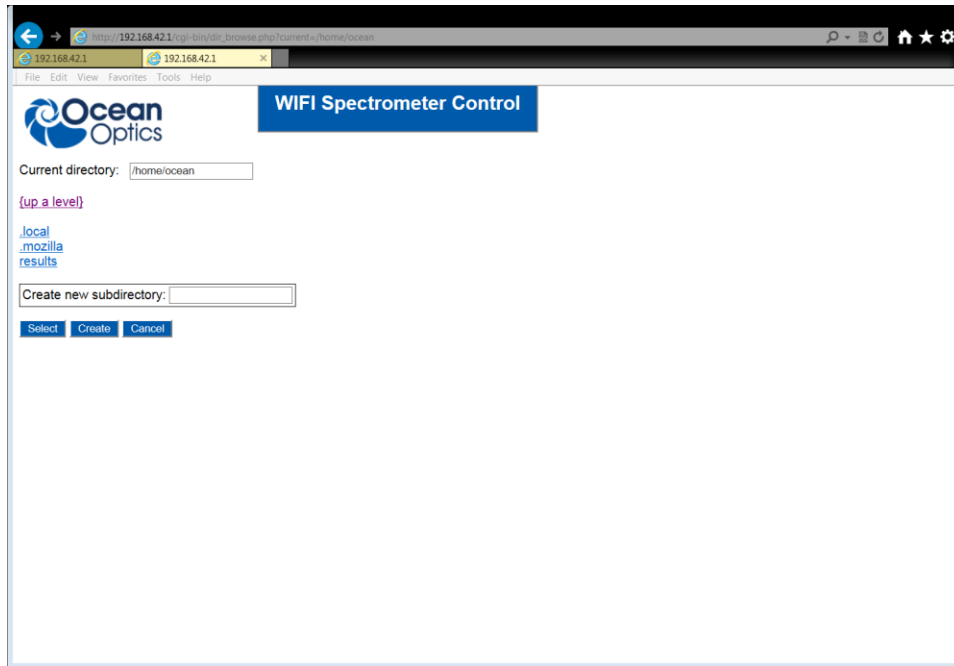 http://192.168.42.1/cgi-bin/dir_browse.php?current=/home/ocean
192.168.42.1
192.168.42.1
File Edit View Favorites Tools Help
Ocean
Optics
WIFI Spectrometer Control
Current directory: /home/ocean
{up a level}
.local
.mozilla
results
Create new subdirectory:
Select Create Cancel